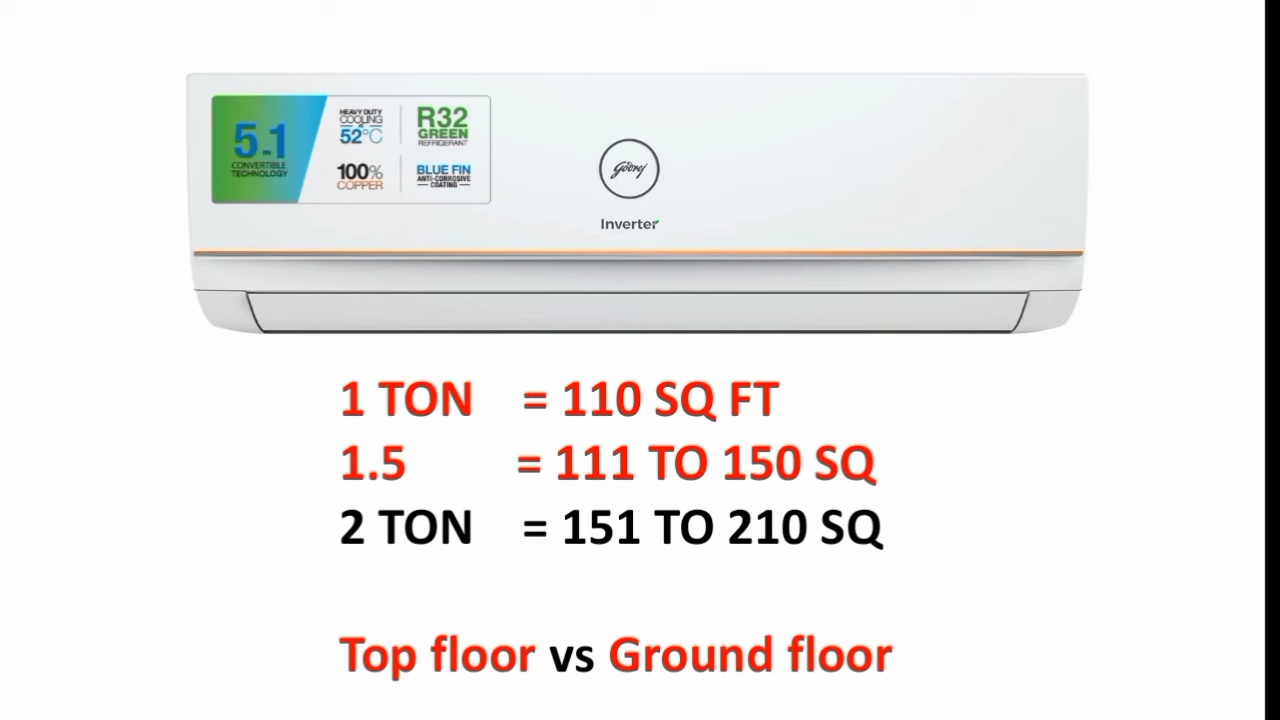 5.1
IN
CONVERTIBLE
TECHNOLOGY
HEAVY DUTY
COOLING
52°C
100%
COPPER
R32
GREEN
REFRIGERANT
BLUE FIN
ANTI-CORROSIVE
COATING
Godrej
Inverter
1 TON = 110 SQ FT
1.5 = 111 TO 150 SQ
2 TON = 151 TO 210 SQ
Top floor vs Ground floor